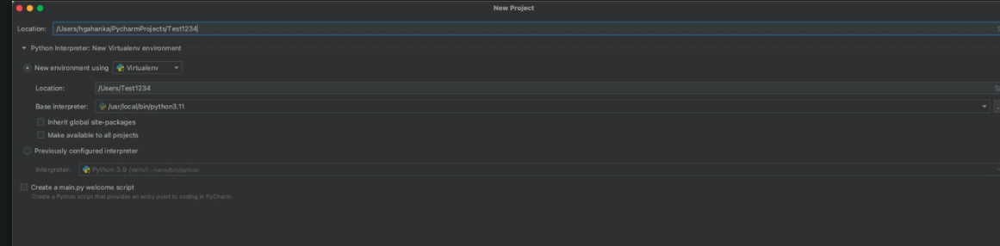 New Project
Location: /Users/hgahanka/PycharmProjects/Test1234
Python Interpreter: New Virtualenv environment
New environment using Virtualenv
Location: /Users/Test1234
Base interpreter: /usr/local/bin/python3.11
Inherit global site-packages
Make available to all projects
Previously configured interpreter
Interpreter: Python 3.9 (venv) ~/venv/bin/python
Create a main.py welcome script
Create a Python script that provides an entry point to coding in PyCharm.